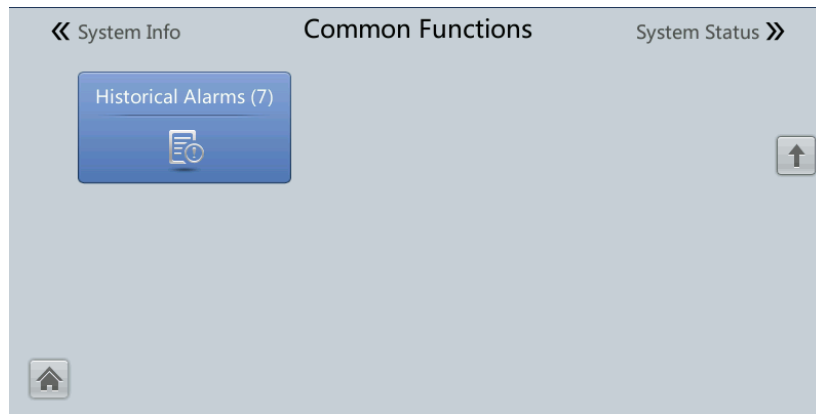 « System Info
Common Functions
System Status »
Historical Alarms (7)